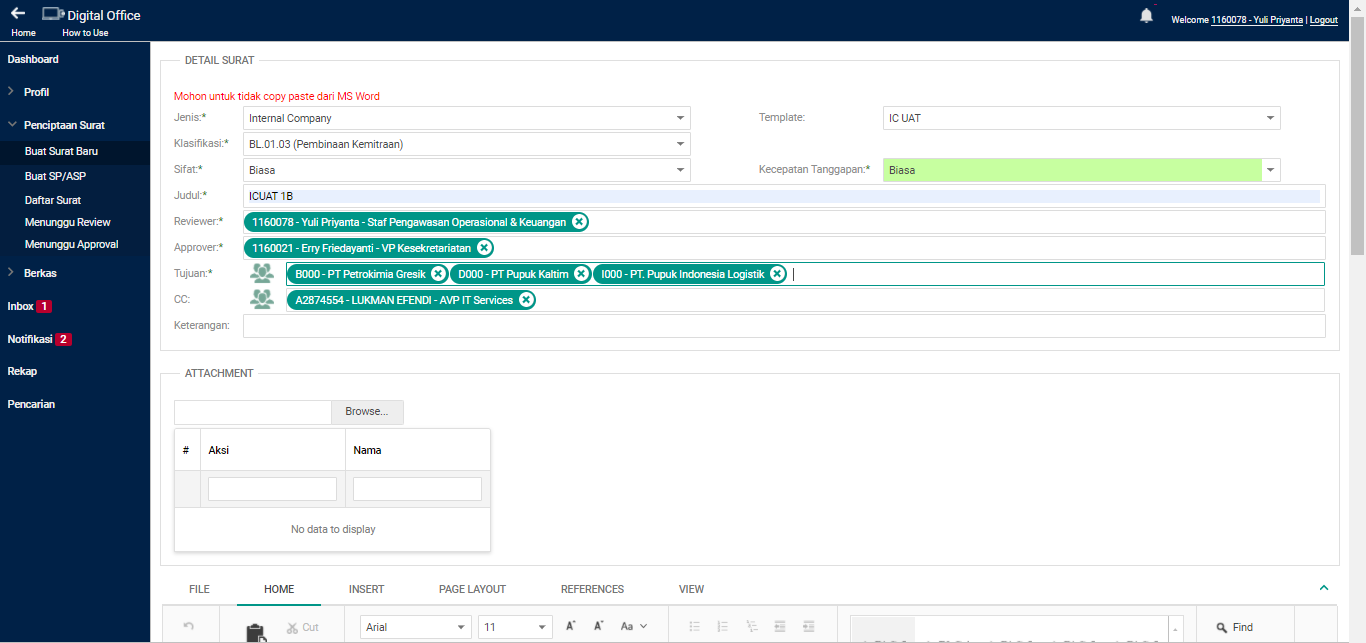 Digital Office
Home How to Use
Welcome 1160078 - Yuli Priyanta | Logout
Dashboard
Profil
Penciptaan Surat
Buat Surat Baru
Buat SP/ASP
Daftar Surat
Menunggu Review
Menunggu Approval
Berkas
Inbox 1
Notifikasi 2
Rekap
Pencarian
DETAIL SURAT
Mohon untuk tidak copy paste dari MS Word
Jenis:* Internal Company Template: IC UAT
Klasifikasi:* BL.01.03 (Pembinaan Kemitraan)
Sifat:* Biasa Kecepatan Tanggapan:* Biasa
Judul:* ICUAT 1B
Reviewer:* 1160078 - Yuli Priyanta - Staf Pengawasan Operasional & Keuangan
Approver:* 1160021 - Erry Friedayanti - VP Kesekretariatan
Tujuan:* B000 - PT Petrokimia Gresik D000 - PT Pupuk Kaltim I000 - PT. Pupuk Indonesia Logistik
CC: A2874554 - LUKMAN EFENDI - AVP IT Services
Keterangan:
ATTACHMENT
Browse...
# Aksi Nama
No data to display
FILE HOME INSERT PAGE LAYOUT REFERENCES VIEW
Cut Arial 11 A A Aa Find